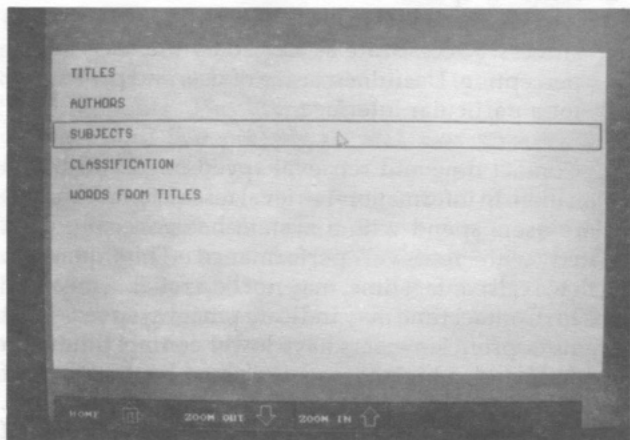 TITLES
AUTHORS
SUBJECTS
CLASSIFICATION
WORDS FROM TITLES
HOME ZOOM OUT ZOOM IN